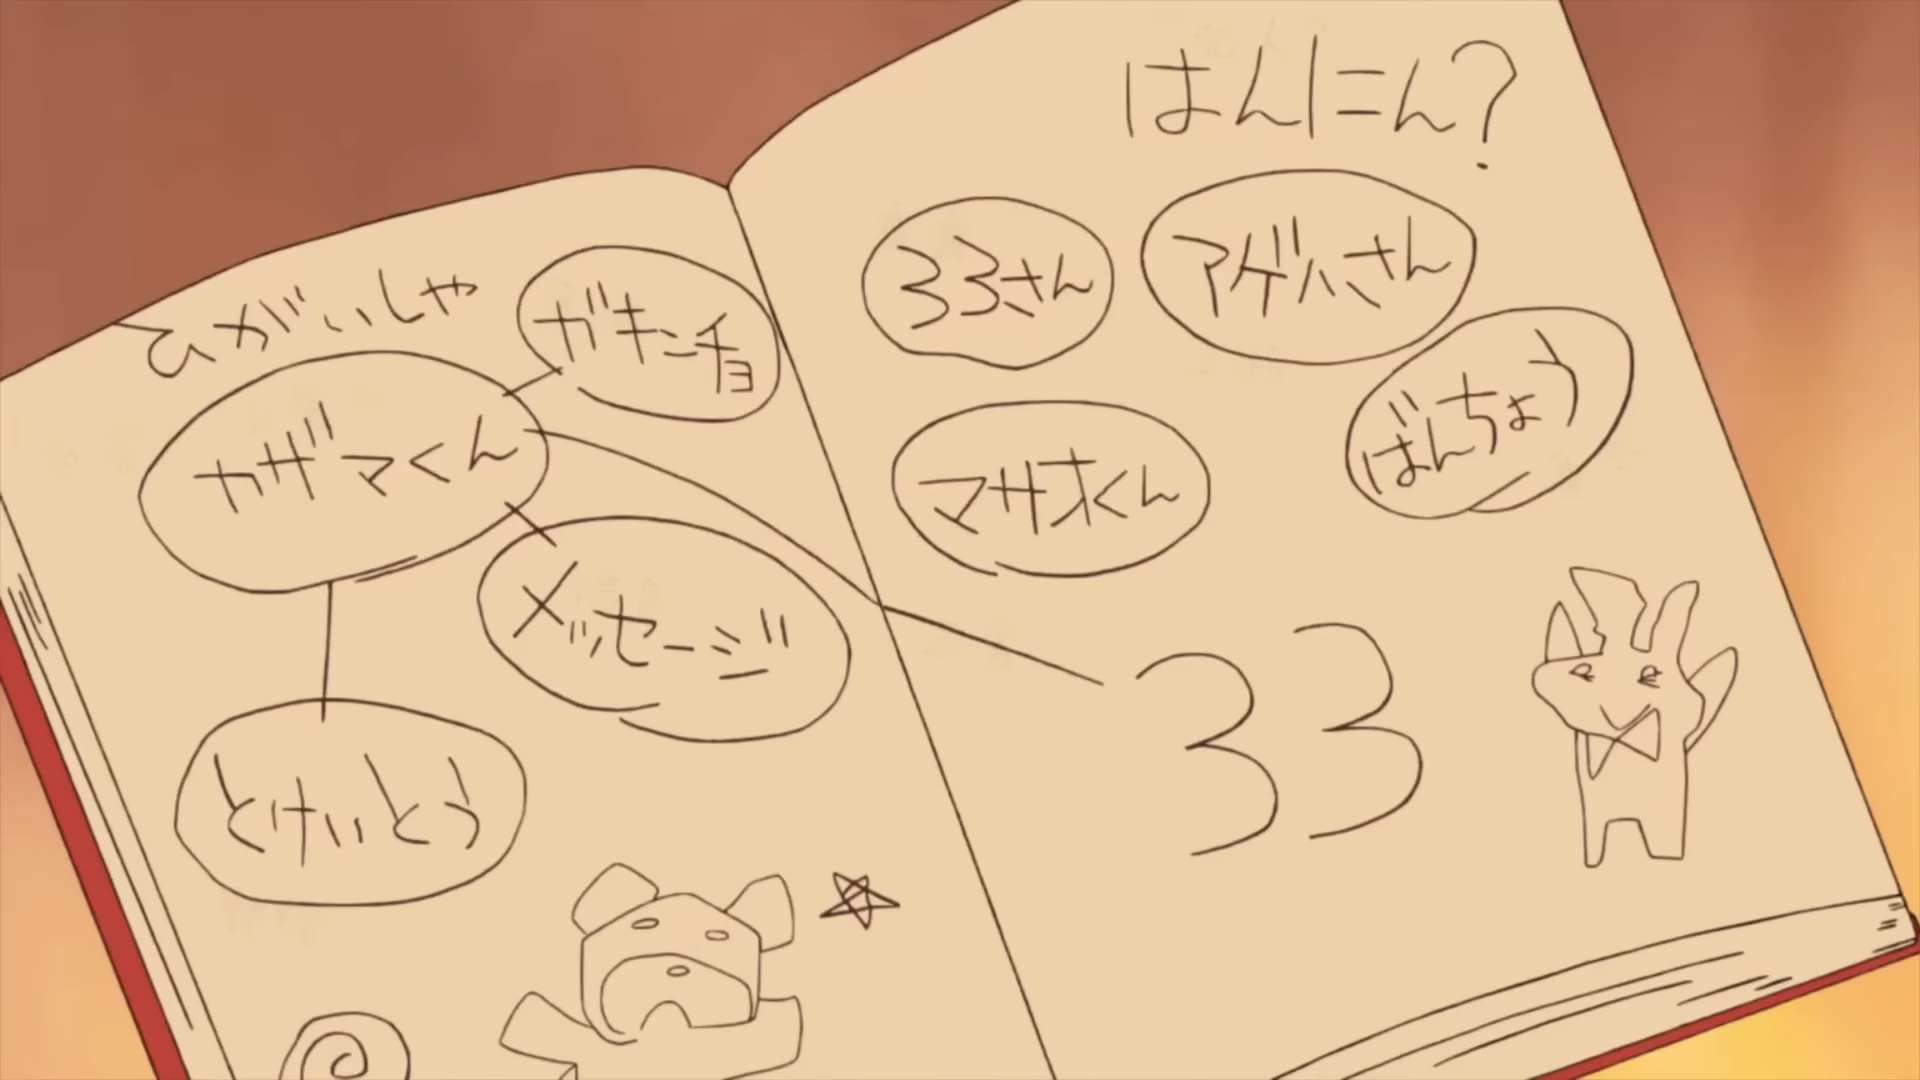 ひがいしゃ
ガキーチョ
カザマくん
メッセージ
とけいとう
はんにん?
33さん
アゲハさん
マサオくん
ばんちょう
33